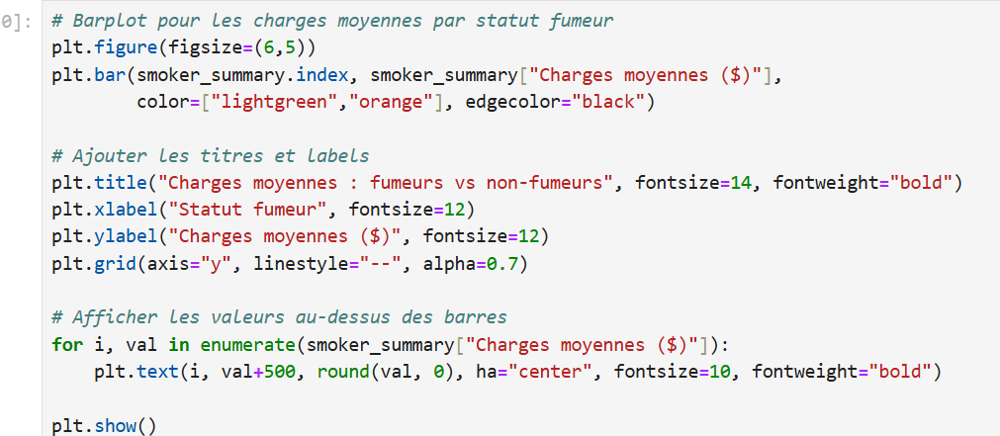 0]:
# Barplot pour les charges moyennes par statut fumeur
plt.figure(figsize=(6,5))
plt.bar(smoker_summary.index, smoker_summary["Charges moyennes ($)"],
        color=["lightgreen","orange"], edgecolor="black")

# Ajouter les titres et labels
plt.title("Charges moyennes : fumeurs vs non-fumeurs", fontsize=14, fontweight="bold")
plt.xlabel("Statut fumeur", fontsize=12)
plt.ylabel("Charges moyennes ($)", fontsize=12)
plt.grid(axis="y", linestyle="--", alpha=0.7)

# Afficher les valeurs au-dessus des barres
for i, val in enumerate(smoker_summary["Charges moyennes ($)"]):
    plt.text(i, val+500, round(val, 0), ha="center", fontsize=10, fontweight="bold")

plt.show()